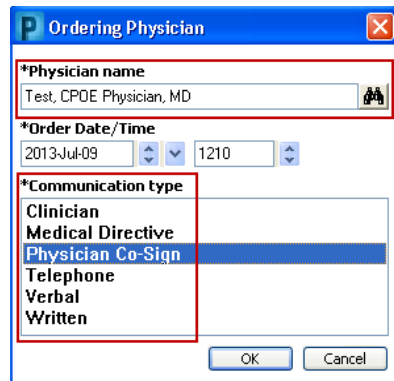 P Ordering Physician
*Physician name
Test, CPOE Physician, MD
*Order Date/Time
2013-Jul-09 1210
*Communication type
Clinician
Medical Directive
Physician Co-Sign
Telephone
Verbal
Written
OK Cancel